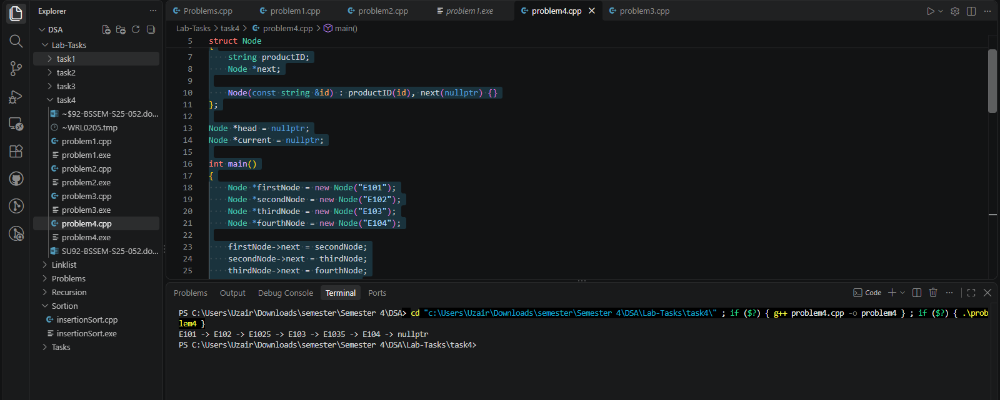 Explorer
DSA
Lab-Tasks
task1
task2
task3
task4
~$92-BSSEM-S25-052.do...
~WRL0205.tmp
problem1.cpp
problem1.exe
problem2.cpp
problem2.exe
problem3.cpp
problem3.exe
problem4.cpp
problem4.exe
SU92-BSSEM-S25-052.do...
Linklist
Problems
Recursion
Sortion
insertionSort.cpp
insertionSort.exe
Tasks
Problems.cpp problem1.cpp problem2.cpp problem1.exe problem4.cpp problem3.cpp
Lab-Tasks > task4 > problem4.cpp > main()
5 struct Node
{
7 string productID;
8 Node *next;
9
10 Node(const string &id) : productID(id), next(nullptr) {}
11 };
12
13 Node *head = nullptr;
14 Node *current = nullptr;
15
16 int main()
17 {
18 Node *firstNode = new Node("E101");
19 Node *secondNode = new Node("E102");
20 Node *thirdNode = new Node("E103");
21 Node *fourthNode = new Node("E104");
22
23 firstNode->next = secondNode;
24 secondNode->next = thirdNode;
25 thirdNode->next = fourthNode;
Problems Output Debug Console Terminal Ports Code
PS C:\Users\Uzair\Downloads\semester\Semester 4\DSA> cd "c:\Users\Uzair\Downloads\semester\Semester 4\DSA\Lab-Tasks\task4\" ; if ($?) { g++ problem4.cpp -o problem4 } ; if ($?) { .\prob
lem4 }
E101 -> E102 -> E1025 -> E103 -> E1035 -> E104 -> nullptr
PS C:\Users\Uzair\Downloads\semester\Semester 4\DSA\Lab-Tasks\task4>